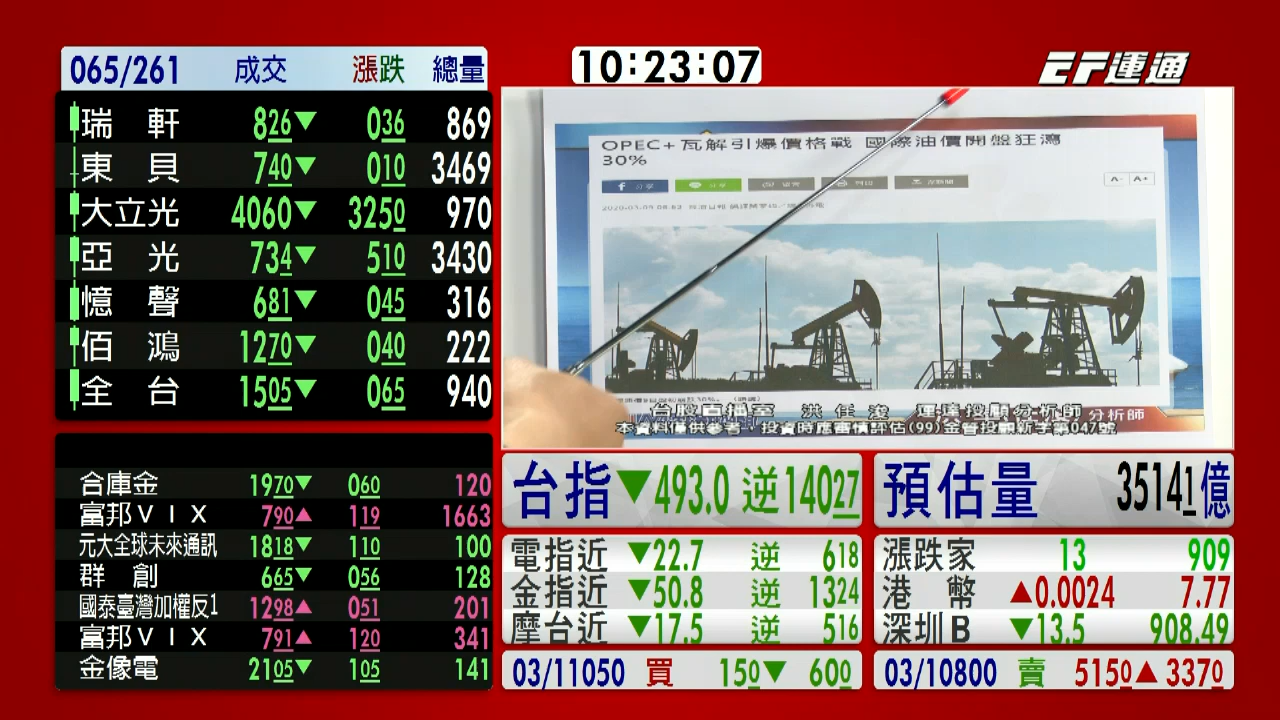 065/261 成交 漲跌 總量
瑞軒 826▼ 036 869
東貝 740▼ 010 3469
大立光 4060▼ 3250 970
亞光 734▼ 510 3430
憶聲 681▼ 045 316
佰鴻 1270▼ 040 222
全台 1505▼ 065 940
合庫金 1970▼ 060 120
富邦VIX 790▲ 119 1663
元大全球未來通訊 1818▼ 110 100
群創 665▼ 056 128
國泰臺灣加權反1 1298▲ 051 201
富邦VIX 791▲ 120 341
金像電 2105▼ 105 141
10:23:07
EF運通
OPEC+瓦解引爆價格戰 國際油價開盤狂瀉
30%
f 分享
分享
A- A+
台股直播室 洪任浚 運達投顧分析師
分析師
本資料僅供參考,投資時應審慎評估(99)金管投顧新字第047號
台指▼493.0 逆14027
預估量 35141億
電指近 ▼22.7 逆 618
金指近 ▼50.8 逆 1324
摩台近 ▼17.5 逆 516
漲跌家 13 909
港幣 ▲0.0024 7.77
深圳B ▼13.5 908.49
03/11050 買 150▼ 600
03/10800 賣 5150▲ 3370